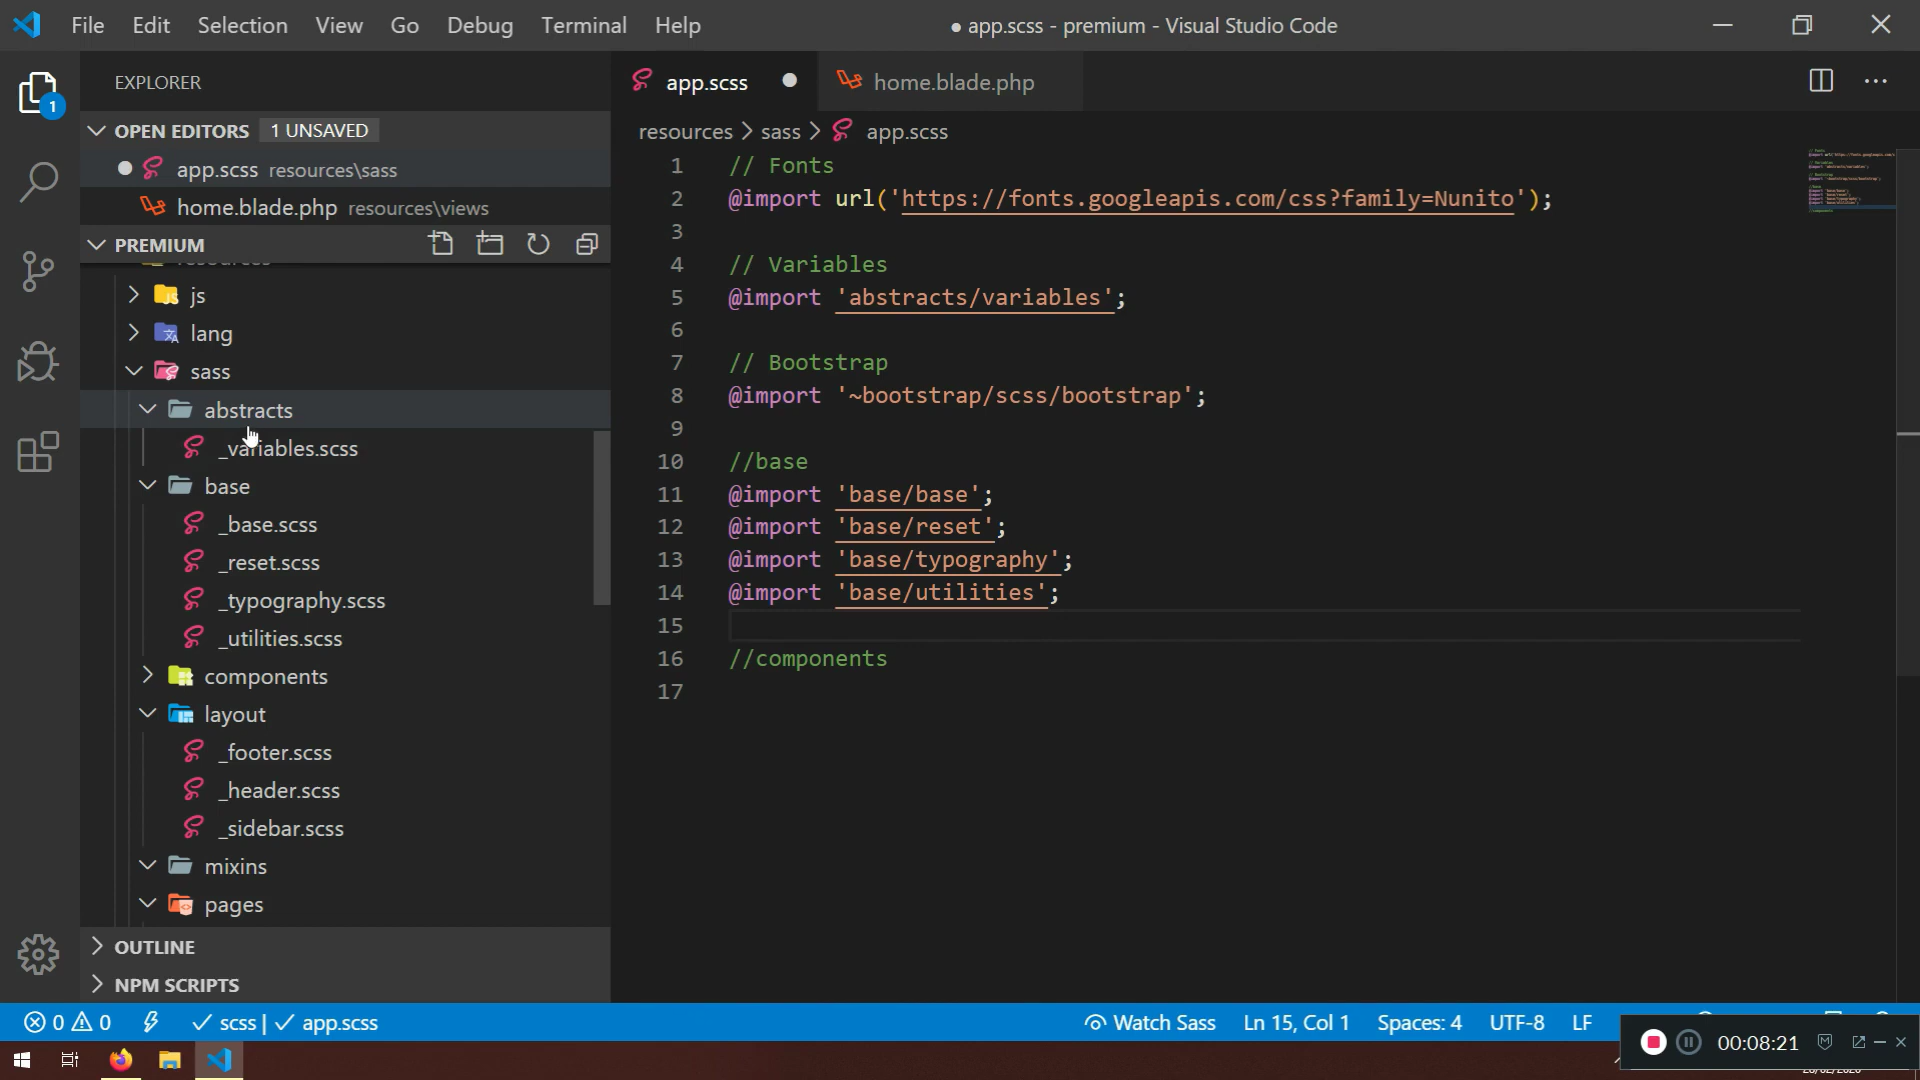 File Edit Selection View Go Debug Terminal Help
● app.scss - premium - Visual Studio Code
1
EXPLORER
OPEN EDITORS 1 UNSAVED
app.scss resources\sass
home.blade.php resources\views
PREMIUM
resources
js
lang
sass
abstracts
_variables.scss
base
_base.scss
_reset.scss
_typography.scss
_utilities.scss
components
layout
_footer.scss
_header.scss
_sidebar.scss
mixins
pages
OUTLINE
NPM SCRIPTS
app.scss
home.blade.php
resources > sass > app.scss
1 // Fonts
2 @import url('https://fonts.googleapis.com/css?family=Nunito');
3
4 // Variables
5 @import 'abstracts/variables';
6
7 // Bootstrap
8 @import '~bootstrap/scss/bootstrap';
9
10 //base
11 @import 'base/base';
12 @import 'base/reset';
13 @import 'base/typography';
14 @import 'base/utilities';
15
16 //components
17
0 0 scss | app.scss
Watch Sass Ln 15, Col 1 Spaces: 4 UTF-8 LF
00:08:21